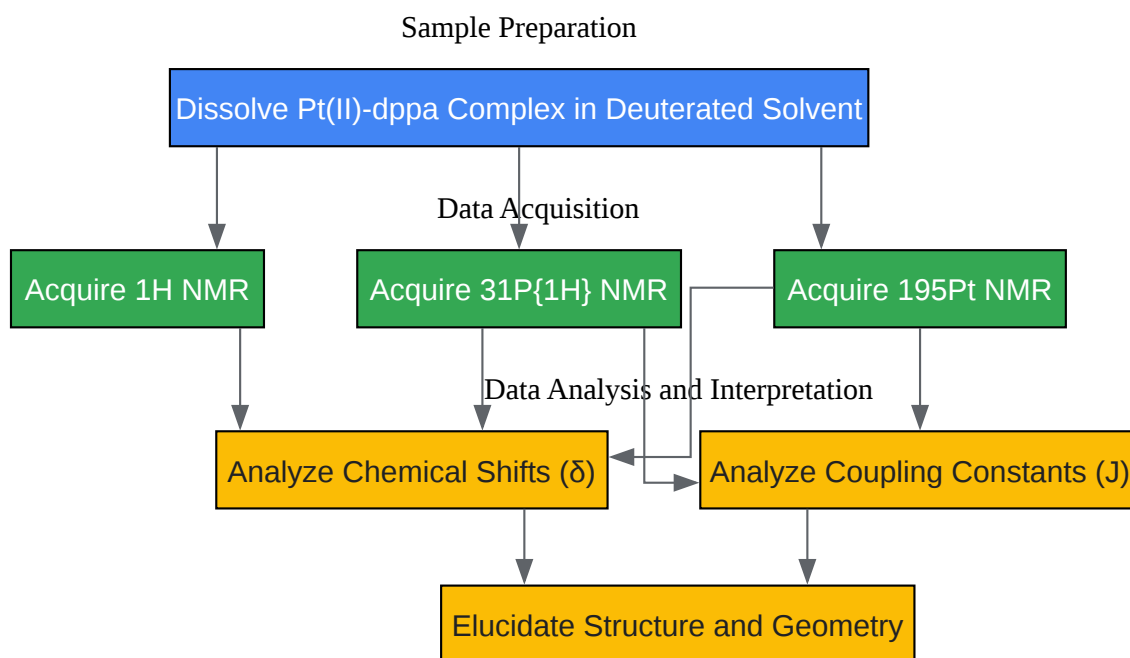 Sample Preparation
Dissolve Pt(II)-dppa Complex in Deuterated Solvent
Data Acquisition
Acquire 1H NMR
Acquire 31P{1H} NMR
Acquire 195Pt NMR
Data Analysis and Interpretation
Analyze Chemical Shifts (δ)
Analyze Coupling Constants (J)
Elucidate Structure and Geometry